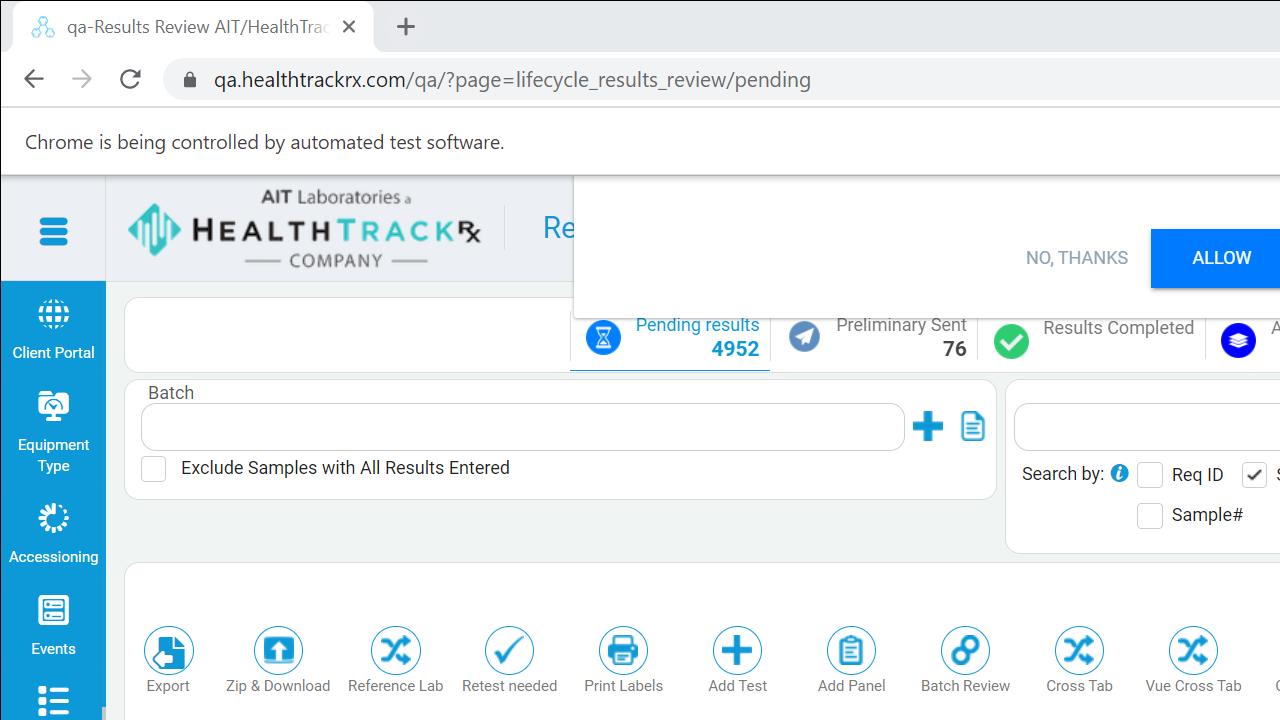 qa-Results Review AIT/HealthTrac
qa.healthtrackrx.com/qa/?page=lifecycle_results_review/pending
Chrome is being controlled by automated test software.
AIT Laboratories a
HEALTHTRACKRx
COMPANY
Re
NO, THANKS
ALLOW
Client Portal
Equipment
Type
Accessioning
Events
Pending results
4952
Preliminary Sent
76
Results Completed
A
Batch
Exclude Samples with All Results Entered
Search by:
Req ID
Sample#
Export
Zip & Download
Reference Lab
Retest needed
Print Labels
Add Test
Add Panel
Batch Review
Cross Tab
Vue Cross Tab